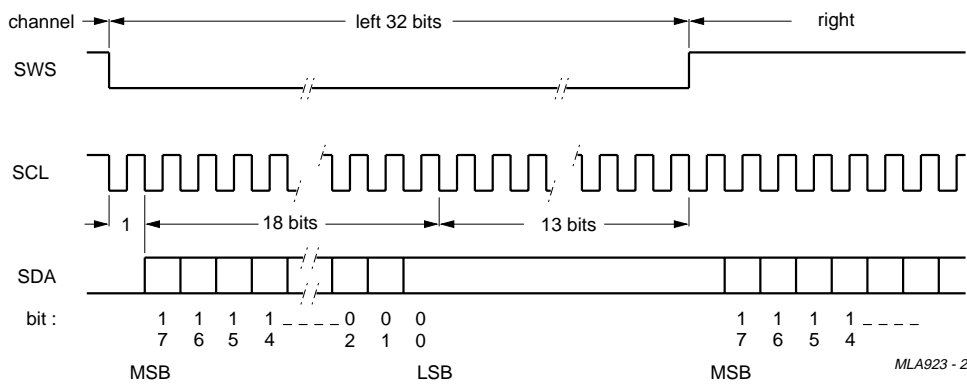 channel left 32 bits right
SWS
SCL
1 18 bits 13 bits
SDA
bit : 1 1 1 1 0 0 0 1 1 1 1
7 6 5 4 2 1 0 7 6 5 4
MSB LSB MSB
MLA923 - 2